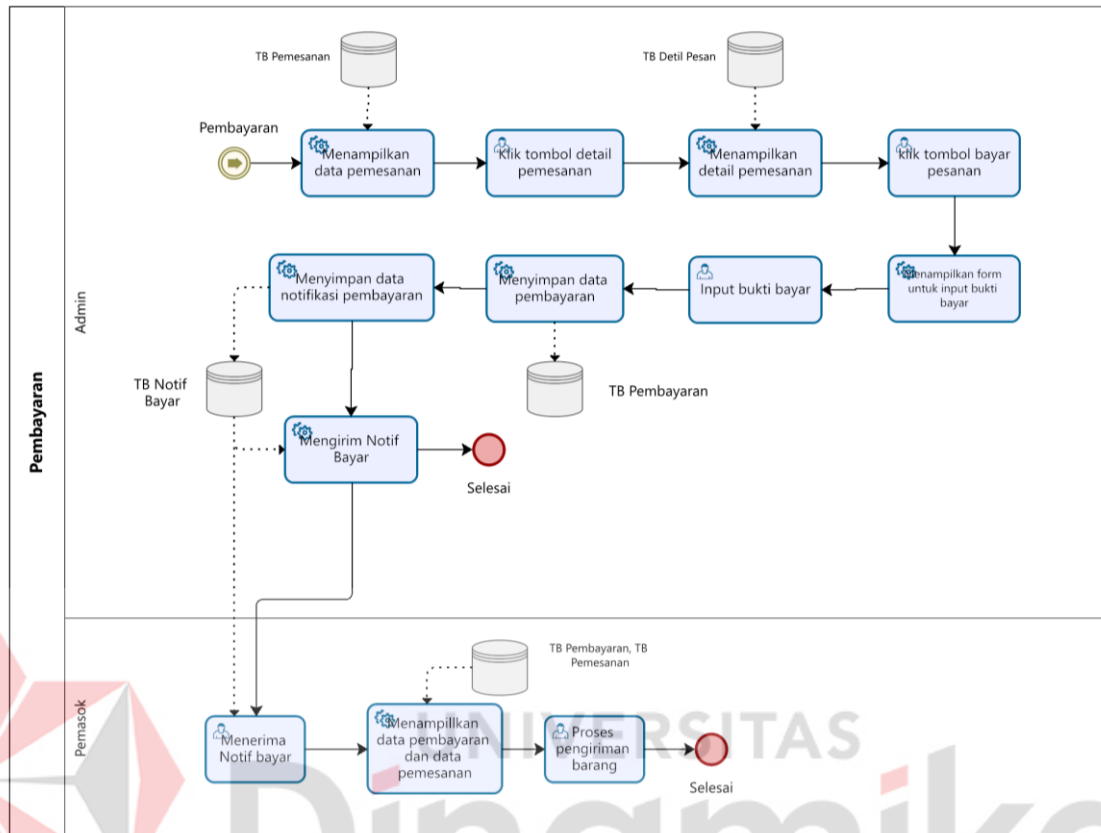 Pembayaran
Admin
Pemasok
TB Pemesanan
TB Detil Pesan
Pembayaran
Menampilkan
data pemesanan
Klik tombol detail
pemesanan
Menampilkan
detail pemesanan
klik tombol bayar
pesanan
Menyimpan data
notifikasi pembayaran
Menyimpan data
pembayaran
Input bukti bayar
Menampilkan form
untuk input bukti
bayar
TB Notif
Bayar
TB Pembayaran
Mengirim Notif
Bayar
Selesai
TB Pembayaran, TB
Pemesanan
Menerima
Notif bayar
Menampillkan
data pembayaran
dan data
pemesanan
Proses
pengiriman
barang
Selesai
UNIVERSITAS
Dinamika